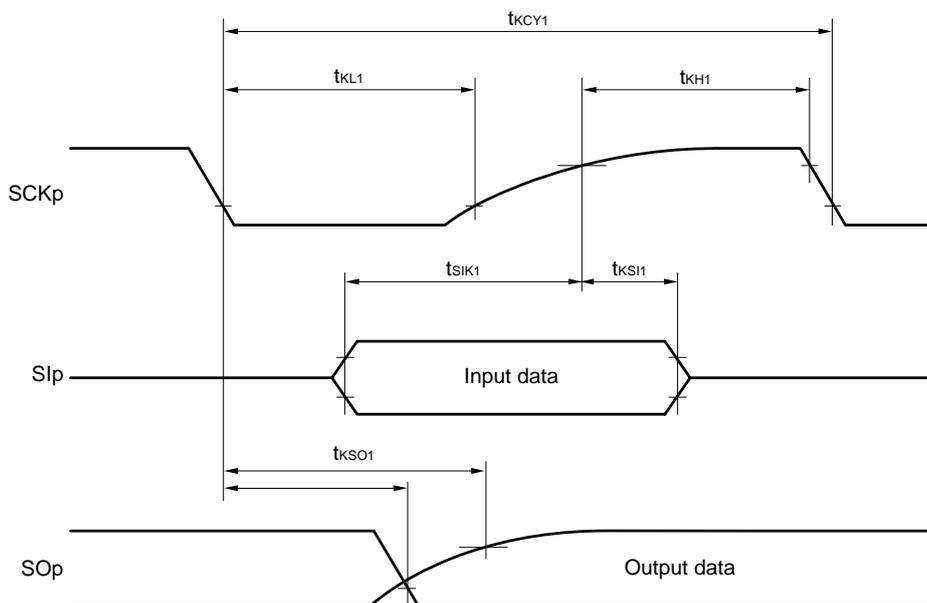 tKCY1
tKL1
tKH1
SCKp
tSIK1
tKSI1
SIp
Input data
tKSO1
SOp
Output data